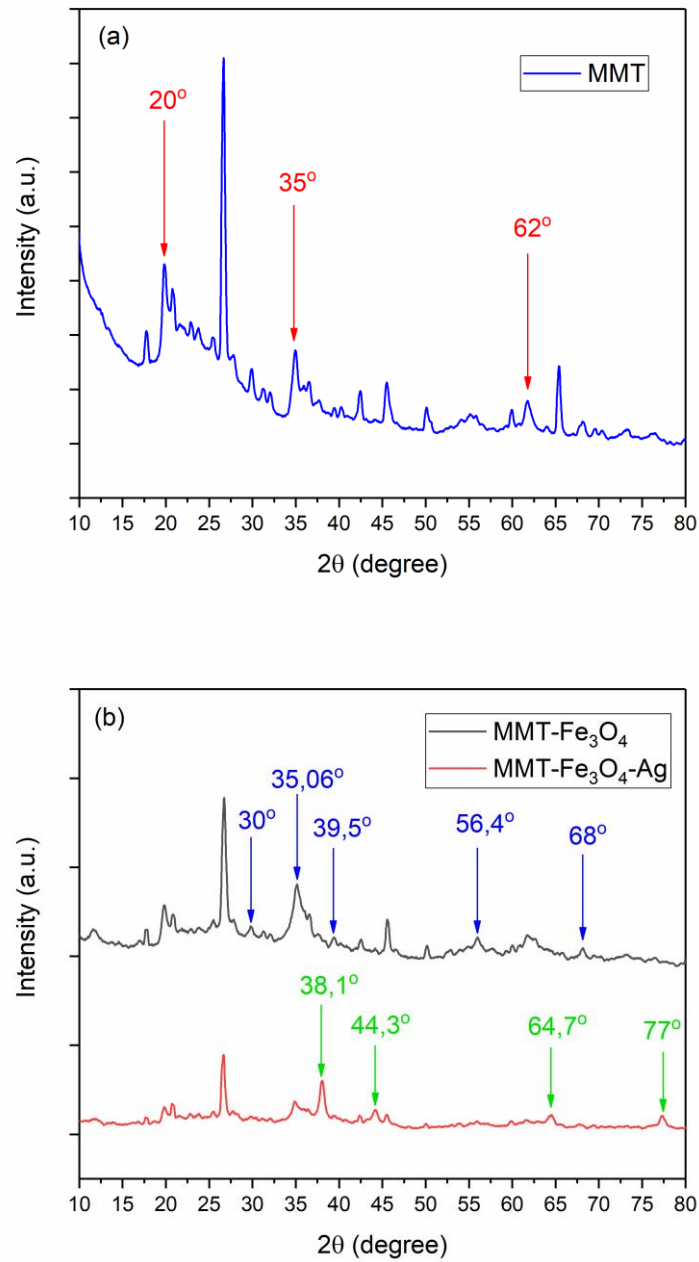 (a)
MMT
20°
35°
62°
Intensity (a.u.)
10 15 20 25 30 35 40 45 50 55 60 65 70 75 80
2θ (degree)
(b)
MMT-Fe₃O₄
MMT-Fe₃O₄-Ag
35,06°
30°
39,5°
56,4°
68°
38,1°
44,3°
64,7°
77°
Intensity (a.u.)
10 15 20 25 30 35 40 45 50 55 60 65 70 75 80
2θ (degree)